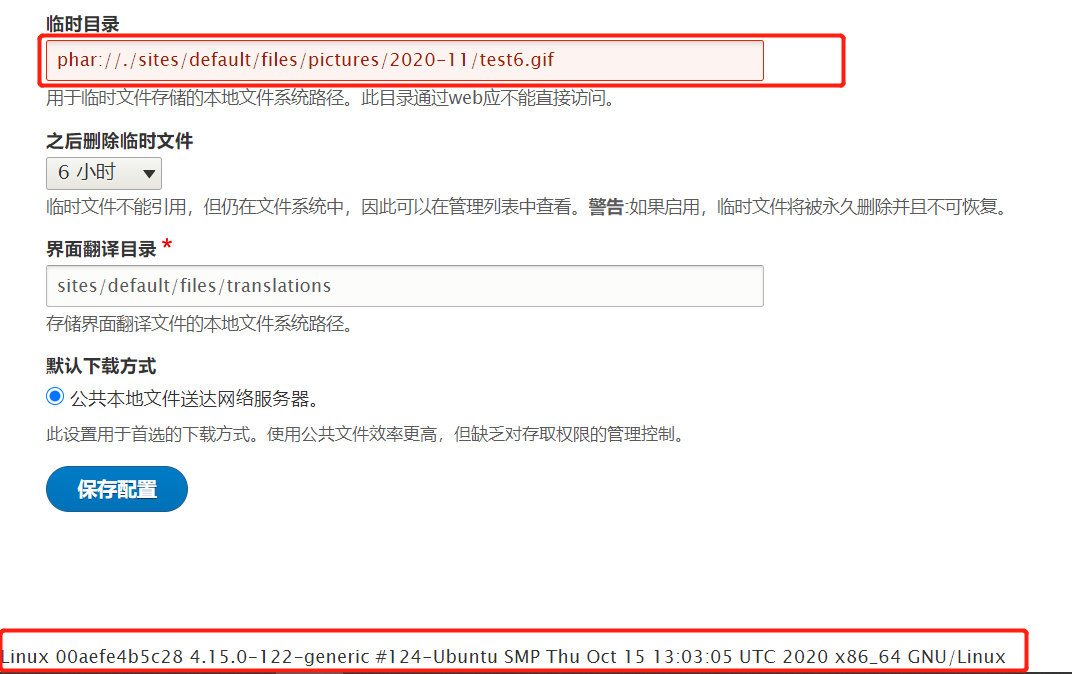 临时目录
phar://./sites/default/files/pictures/2020-11/test6.gif
用于临时文件存储的本地文件系统路径。此目录通过web应不能直接访问。
之后删除临时文件
6 小时
临时文件不能引用，但仍在文件系统中，因此可以在管理列表中查看。警告:如果启用，临时文件将被永久删除并且不可恢复。
界面翻译目录 *
sites/default/files/translations
存储界面翻译文件的本地文件系统路径。
默认下载方式
公共本地文件送达网络服务器。
此设置用于首选的下载方式。使用公共文件效率更高，但缺乏对存取权限的管理控制。
保存配置
Linux 00aefe4b5c28 4.15.0-122-generic #124-Ubuntu SMP Thu Oct 15 13:03:05 UTC 2020 x86_64 GNU/Linux